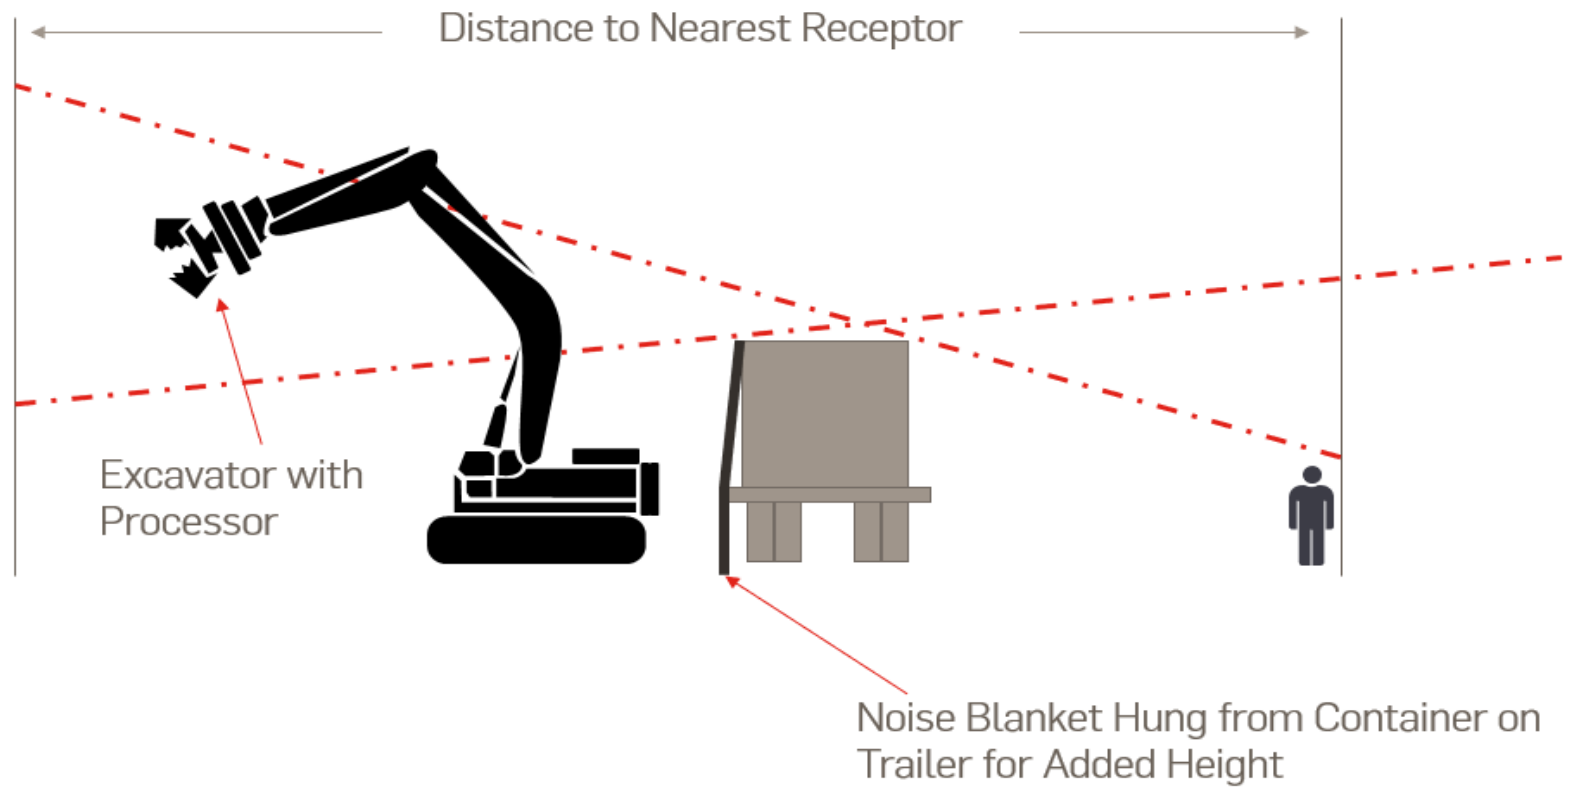 Distance to Nearest Receptor
Excavator with
Processor
Noise Blanket Hung from Container on
Trailer for Added Height